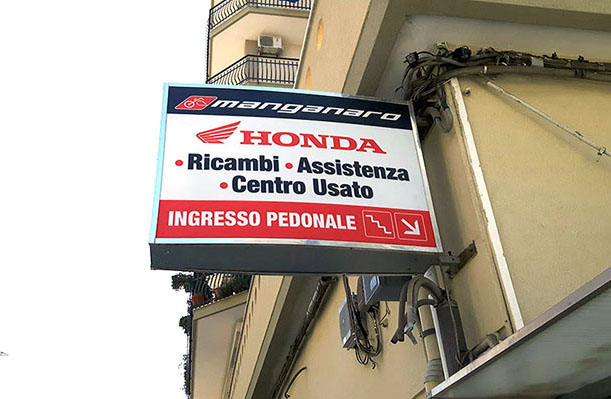 manganaro
HONDA
• Ricambi • Assistenza
• Centro Usato
INGRESSO PEDONALE